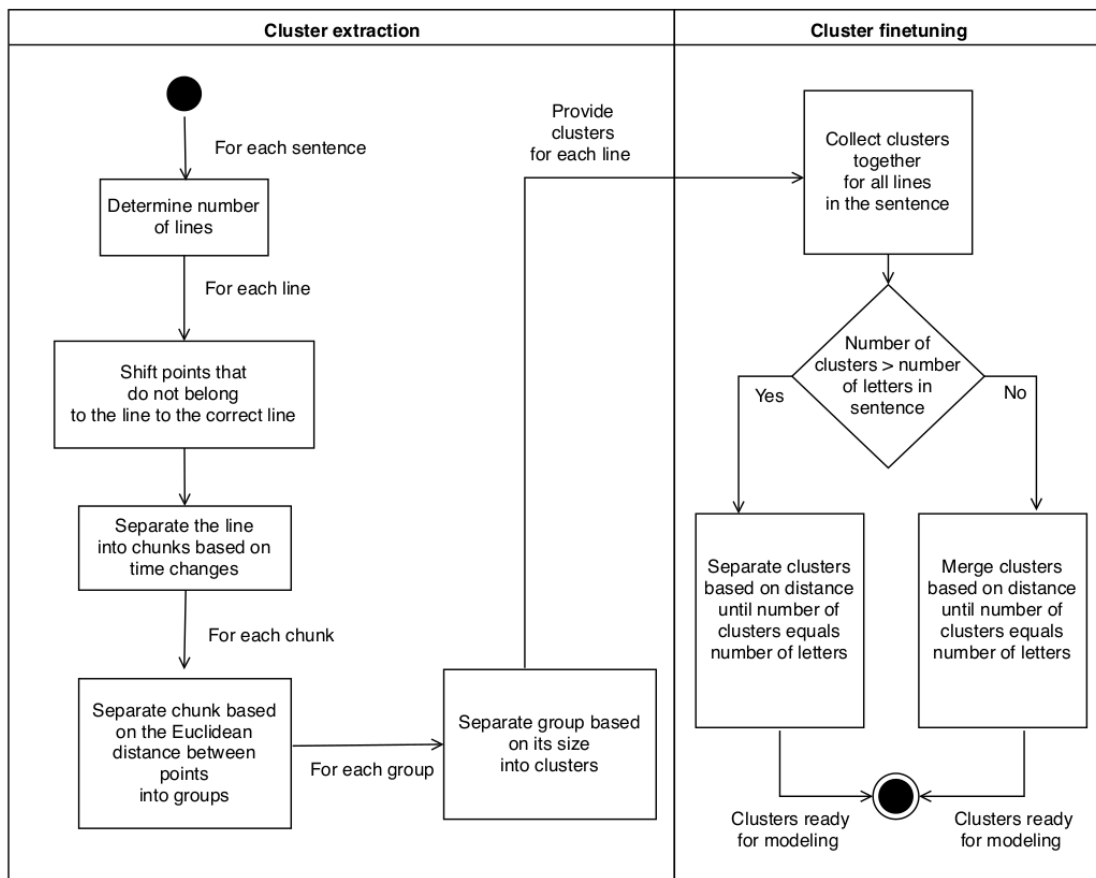 Cluster extraction
Cluster finetuning
For each sentence
Determine number
of lines
For each line
Shift points that
do not belong
to the line to the correct line
Separate the line
into chunks based on
time changes
For each chunk
Separate chunk based
on the Euclidean
distance between
points
into groups
For each group
Separate group based
on its size
into clusters
Provide
clusters
for each line
Collect clusters
together
for all lines
in the sentence
Number of
clusters > number
of letters in
sentence
Yes
No
Separate clusters
based on distance
until number of
clusters equals
number of letters
Merge clusters
based on distance
until number of
clusters equals
number of letters
Clusters ready
for modeling
Clusters ready
for modeling